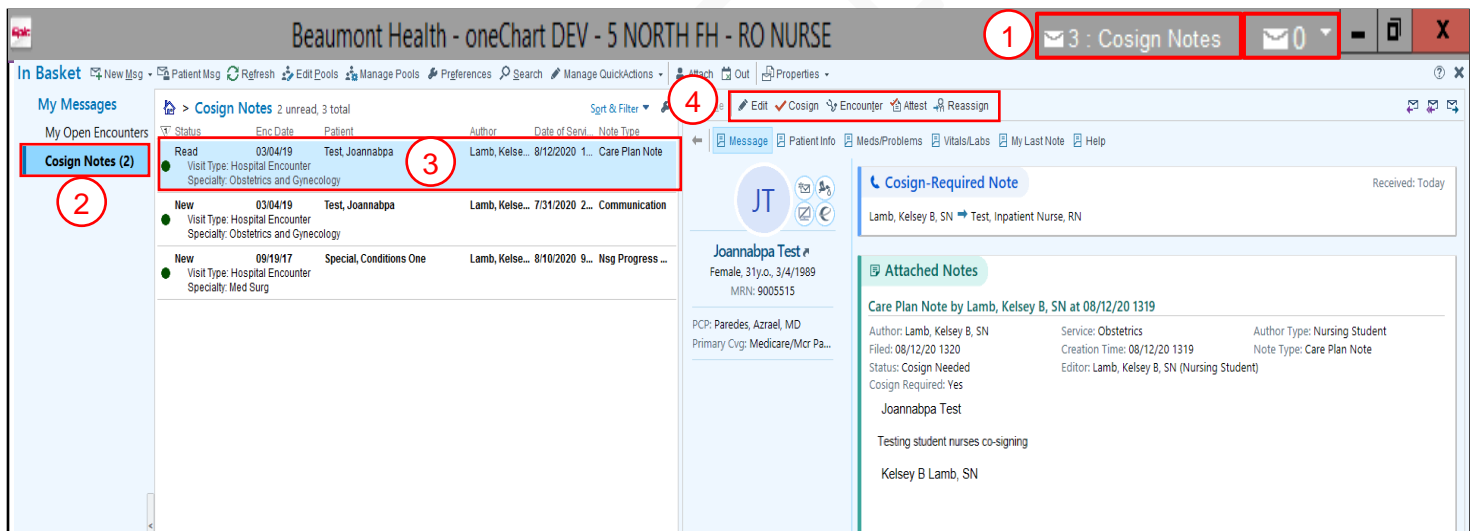 Epic
Beaumont Health - oneChart DEV - 5 NORTH FH - RO NURSE
1
3 : Cosign Notes
0
X
In Basket New Msg Patient Msg Refresh Edit Pools Manage Pools Preferences Search Manage QuickActions Attach Out Properties
My Messages
My Open Encounters
Cosign Notes (2)
2
> Cosign Notes 2 unread, 3 total Sort & Filter
Status Enc Date Patient Author Date of Servi... Note Type
Read 03/04/19 Test, Joannabpa Lamb, Kelse... 8/12/2020 1... Care Plan Note
Visit Type: Hospital Encounter
Specialty: Obstetrics and Gynecology
3
New 03/04/19 Test, Joannabpa Lamb, Kelse... 7/31/2020 2... Communication
Visit Type: Hospital Encounter
Specialty: Obstetrics and Gynecology
New 09/19/17 Special, Conditions One Lamb, Kelse... 8/10/2020 9... Nsg Progress ...
Visit Type: Hospital Encounter
Specialty: Med Surg
4
Edit Cosign Encounter Attest Reassign
Message Patient Info Meds/Problems Vitals/Labs My Last Note Help
JT
Joannabpa Test
Female, 31y.o., 3/4/1989
MRN: 9005515
PCP: Paredes, Azrael, MD
Primary Cvg: Medicare/Mcr Pa...
Cosign-Required Note Received: Today
Lamb, Kelsey B, SN ➡ Test, Inpatient Nurse, RN
Attached Notes
Care Plan Note by Lamb, Kelsey B, SN at 08/12/20 1319
Author: Lamb, Kelsey B, SN Service: Obstetrics Author Type: Nursing Student
Filed: 08/12/20 1320 Creation Time: 08/12/20 1319 Note Type: Care Plan Note
Status: Cosign Needed Editor: Lamb, Kelsey B, SN (Nursing Student)
Cosign Required: Yes
Joannabpa Test
Testing student nurses co-signing
Kelsey B Lamb, SN